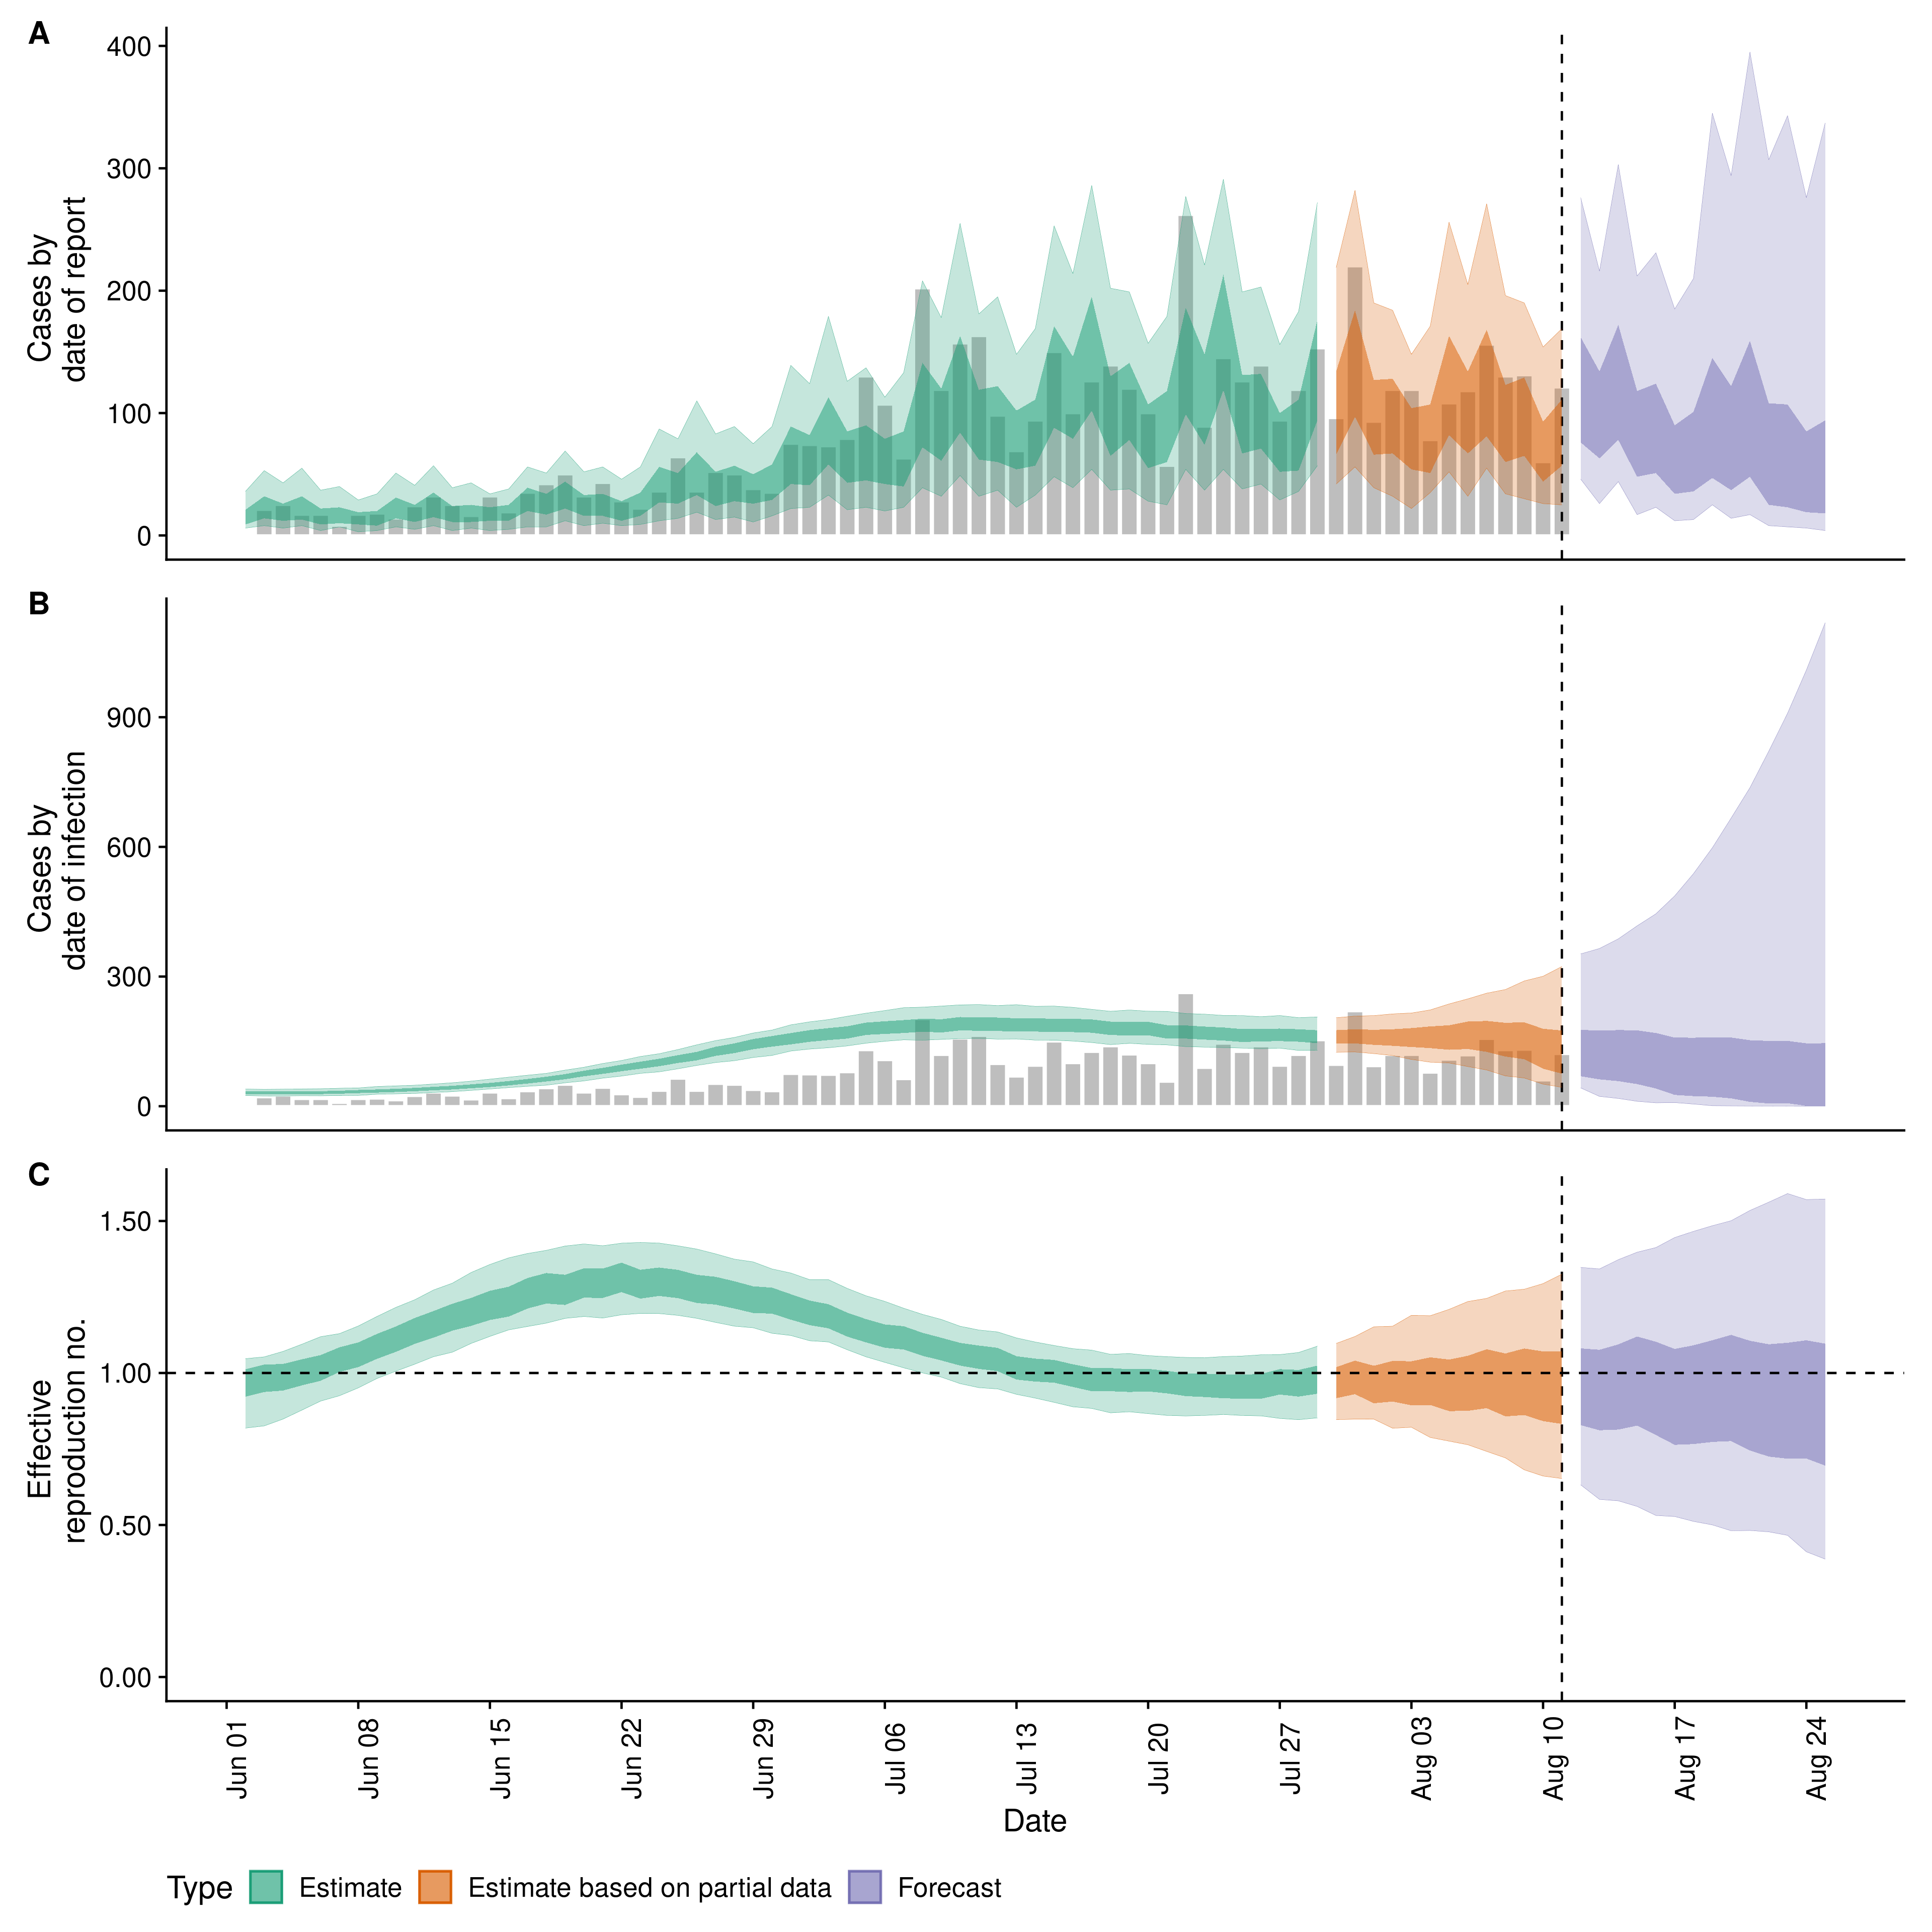 A
400
300
200
100
0
Cases by
date of report
B
900
600
300
0
Cases by
date of infection
C
1.50
1.00
0.50
0.00
Effective
reproduction no.
Jun 01
Jun 08
Jun 15
Jun 22
Jun 29
Jul 06
Jul 13
Jul 20
Jul 27
Aug 03
Aug 10
Aug 17
Aug 24
Date
Type Estimate Estimate based on partial data Forecast